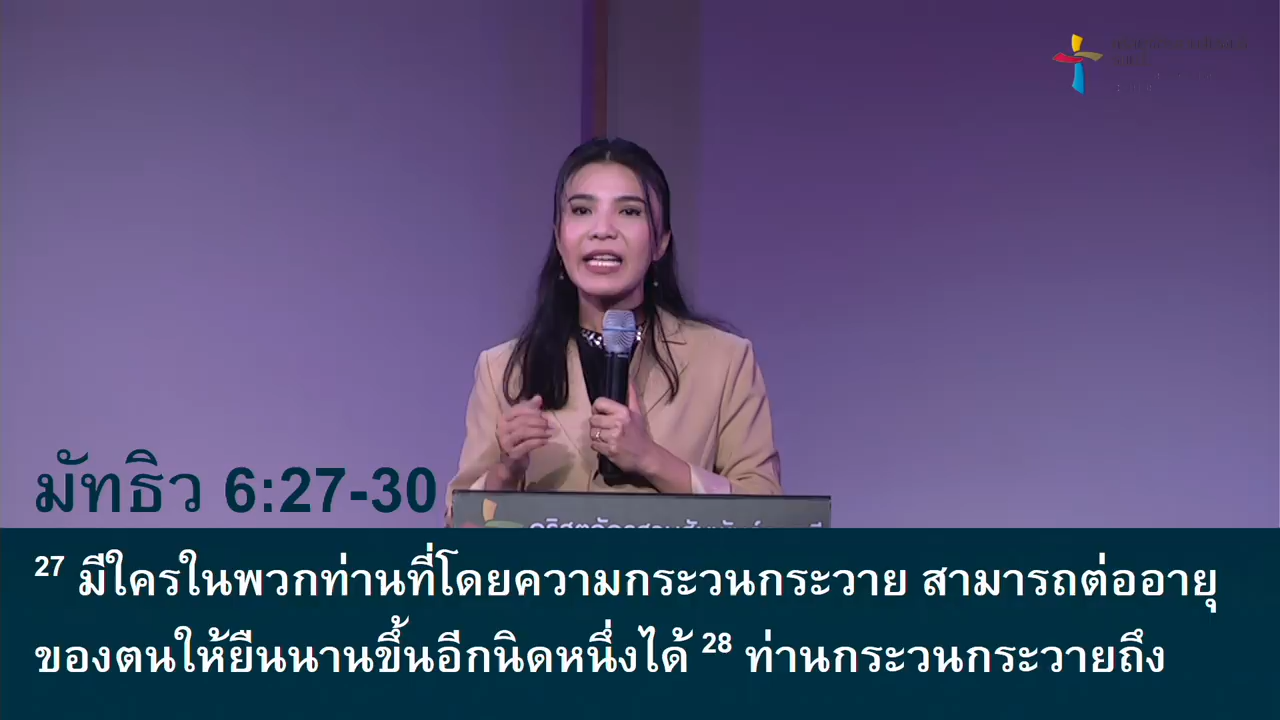 มัทธิว 6:27-30
27 มีใครในพวกท่านที่โดยความกระวนกระวาย สามารถต่ออายุ
ของตนให้ยืนนานขึ้นอีกนิดหนึ่งได้ 28 ท่านกระวนกระวายถึง